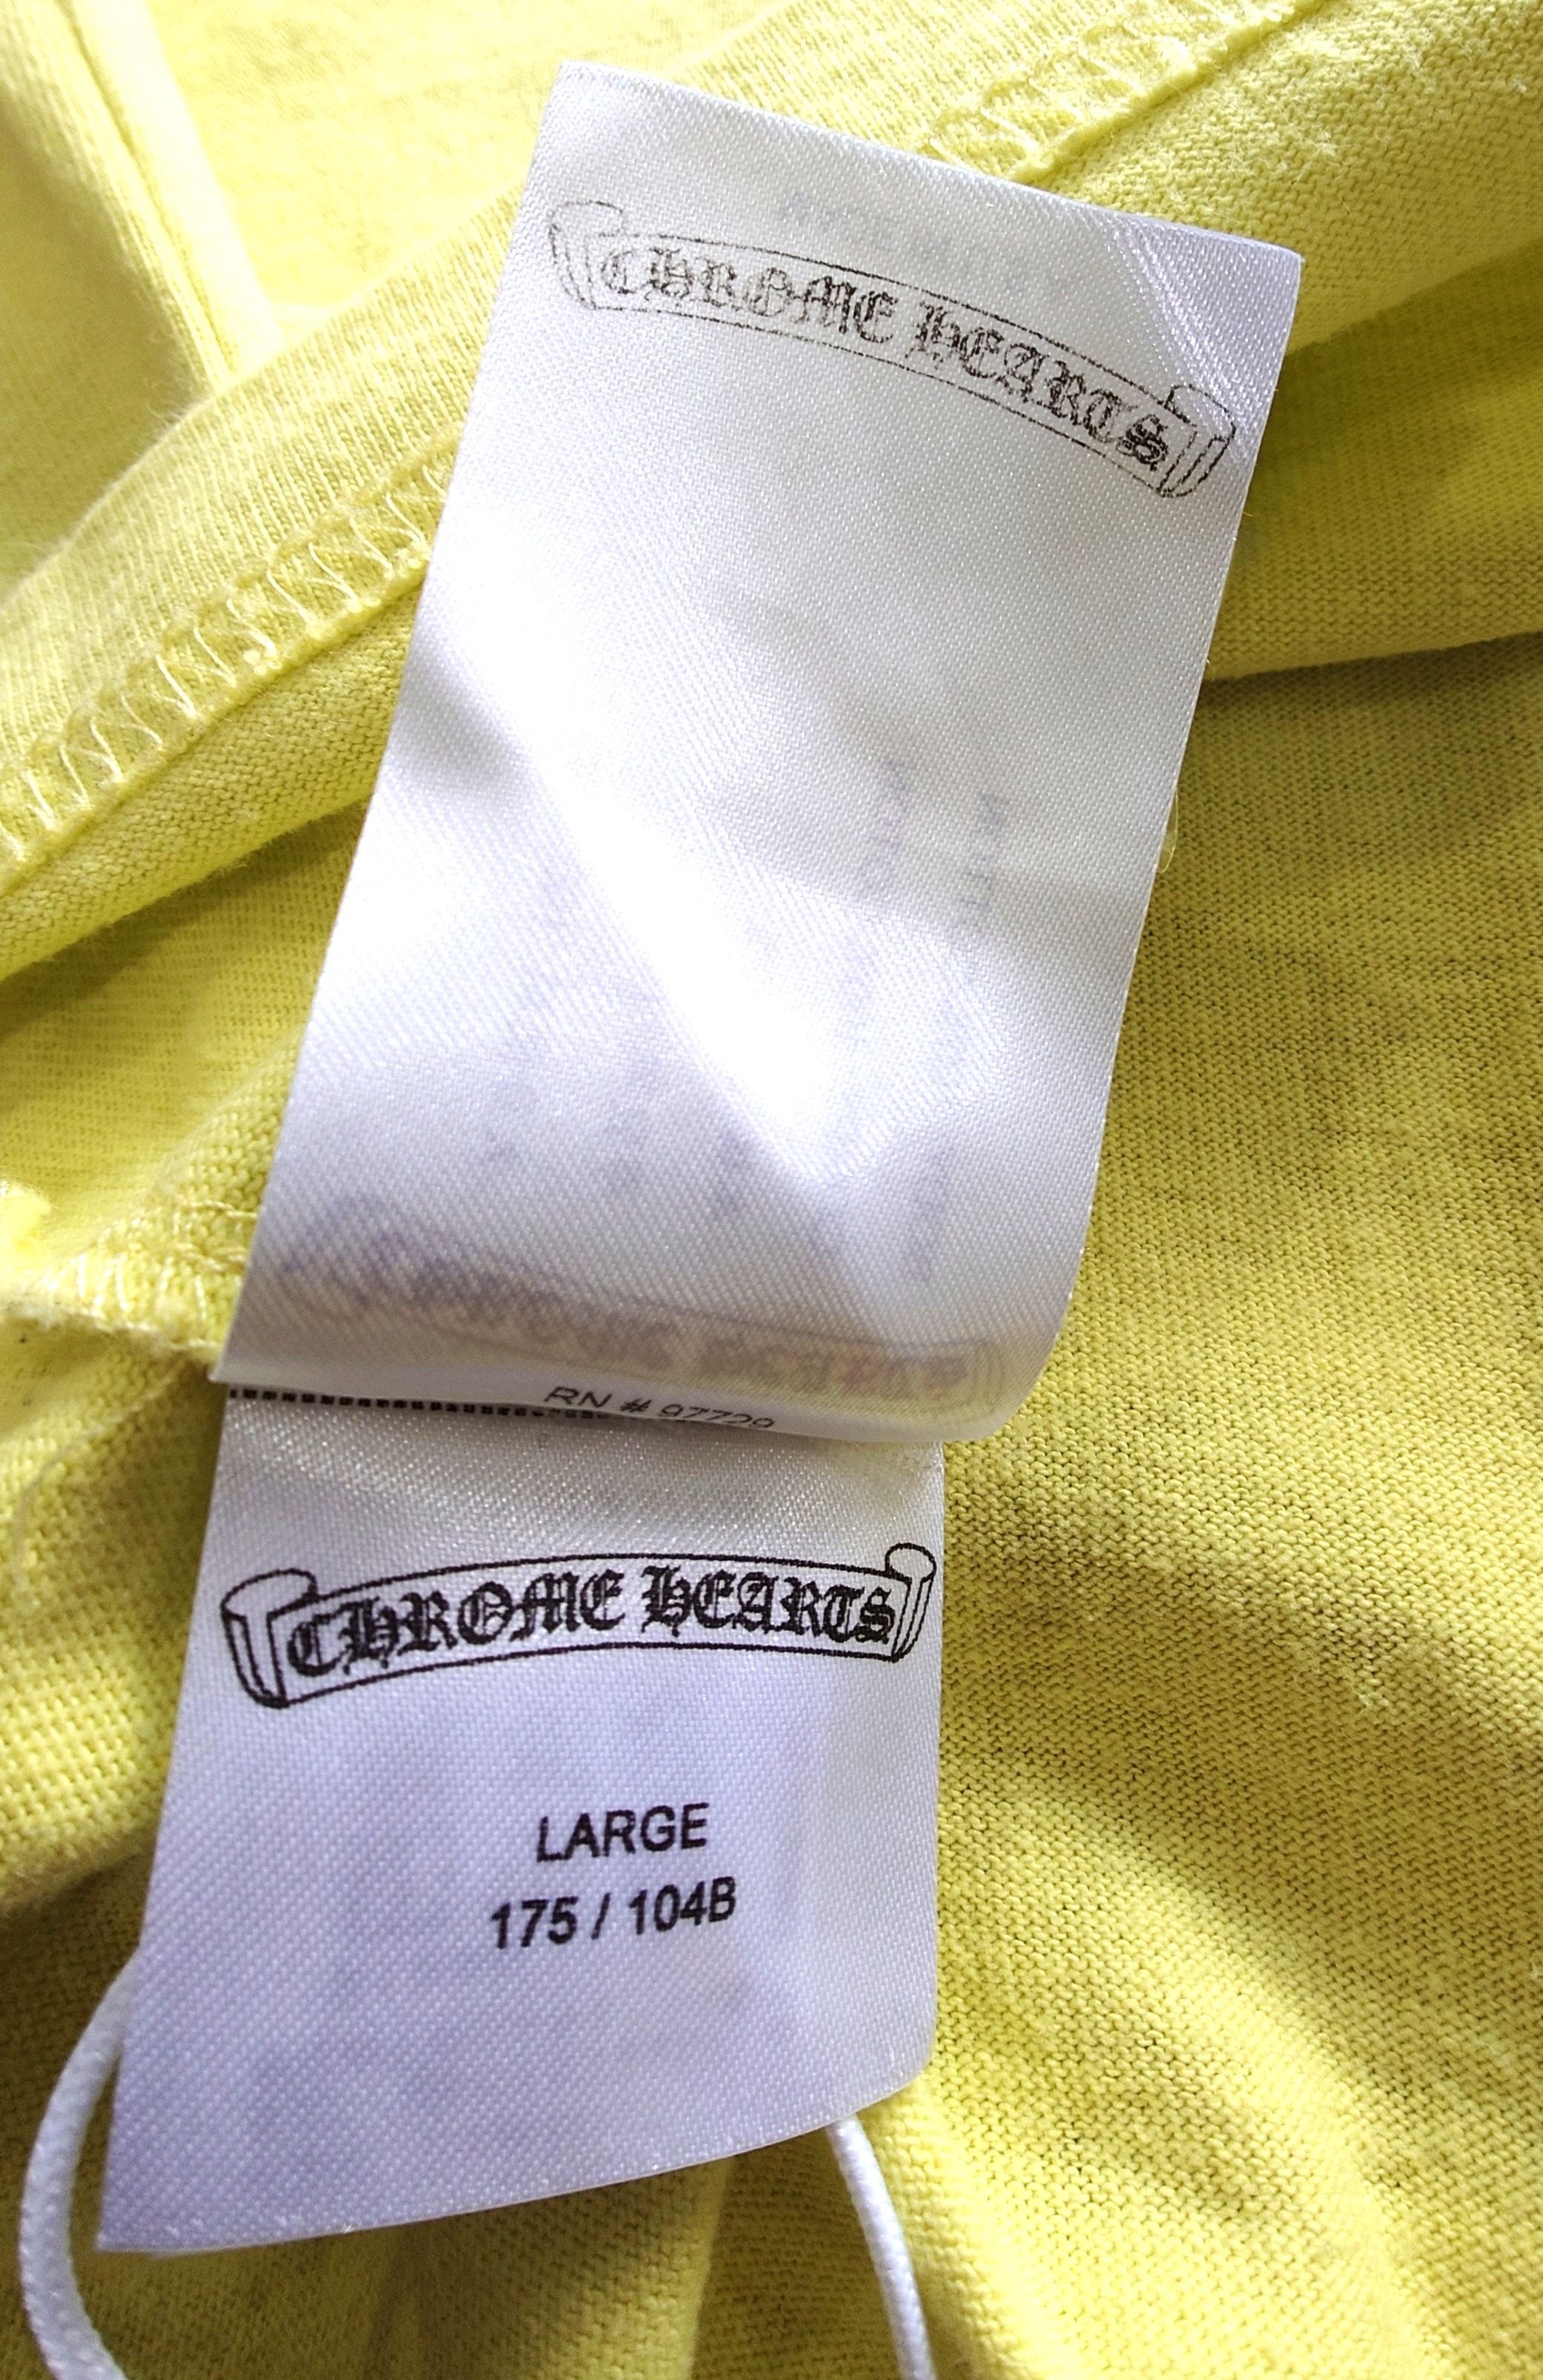 CHROME HEARTS
RN # 97729
CHROME HEARTS
LARGE
175 / 104B